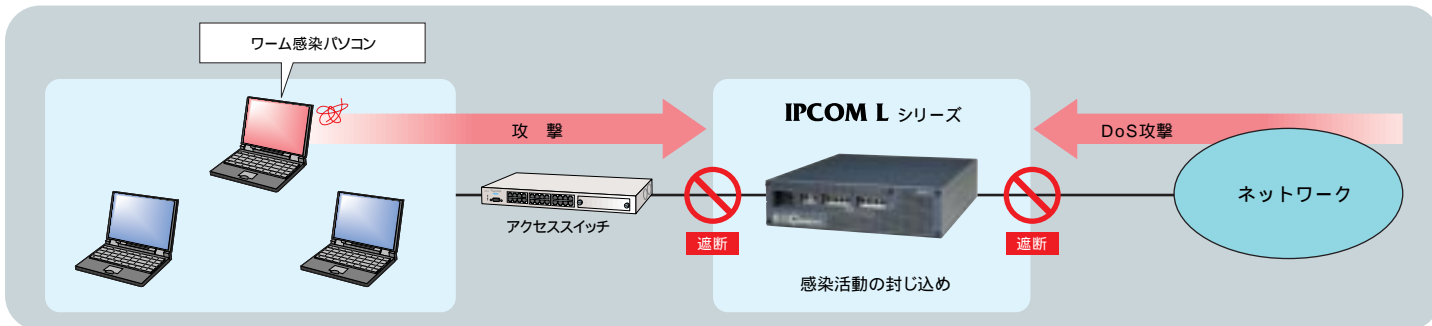 ワーム感染パソコン
攻 撃
IPCOM L シリーズ
DoS攻撃
アクセススイッチ
遮断
遮断
ネットワーク
感染活動の封じ込め